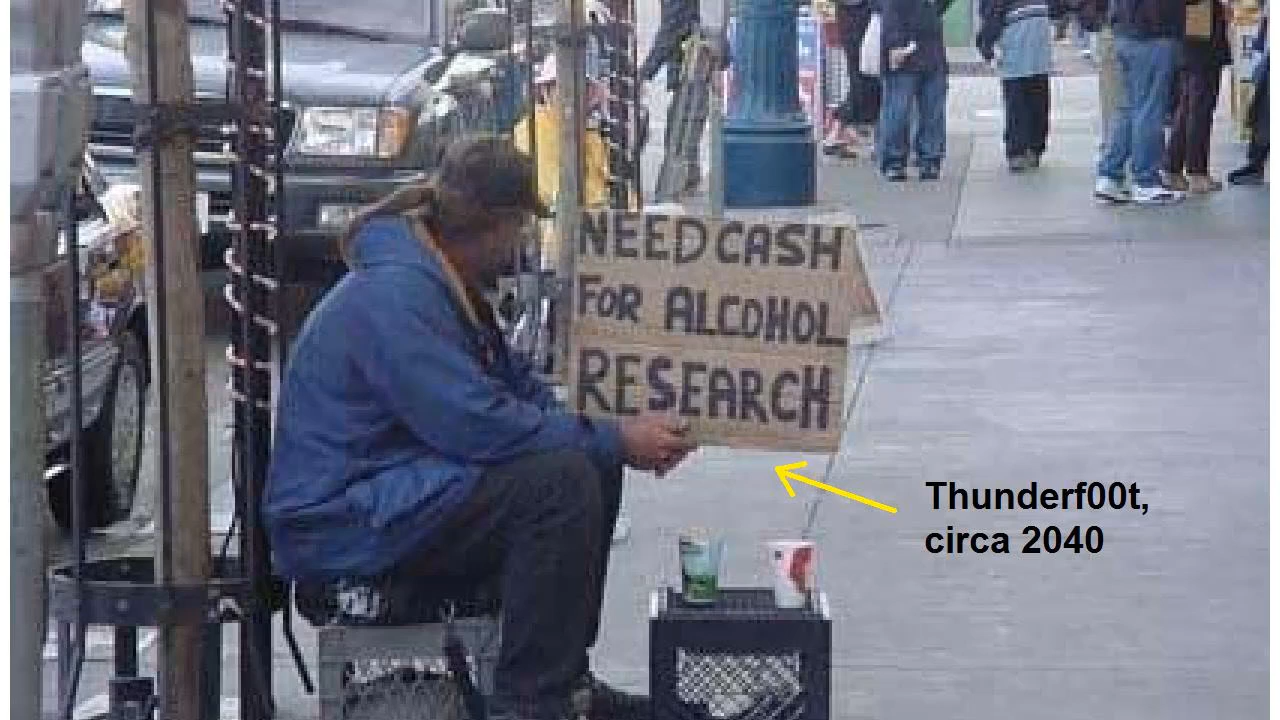 NEED CASH
FOR ALCOHOL
RESEARCH
Thunderf00t,
circa 2040